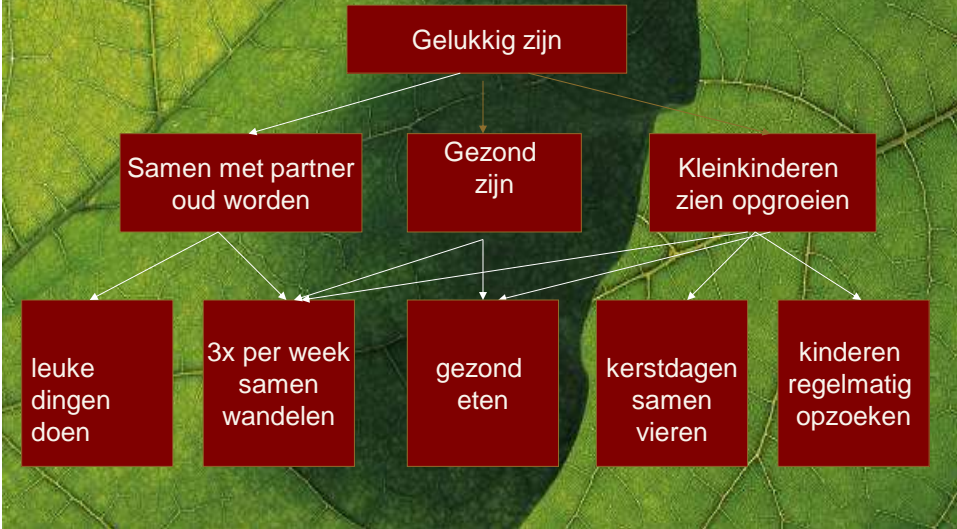 Gelukkig zijn
Samen met partner
oud worden
Gezond
zijn
Kleinkinderen
zien opgroeien
leuke
dingen
doen
3x per week
samen
wandelen
gezond
eten
kerstdagen
samen
vieren
kinderen
regelmatig
opzoeken